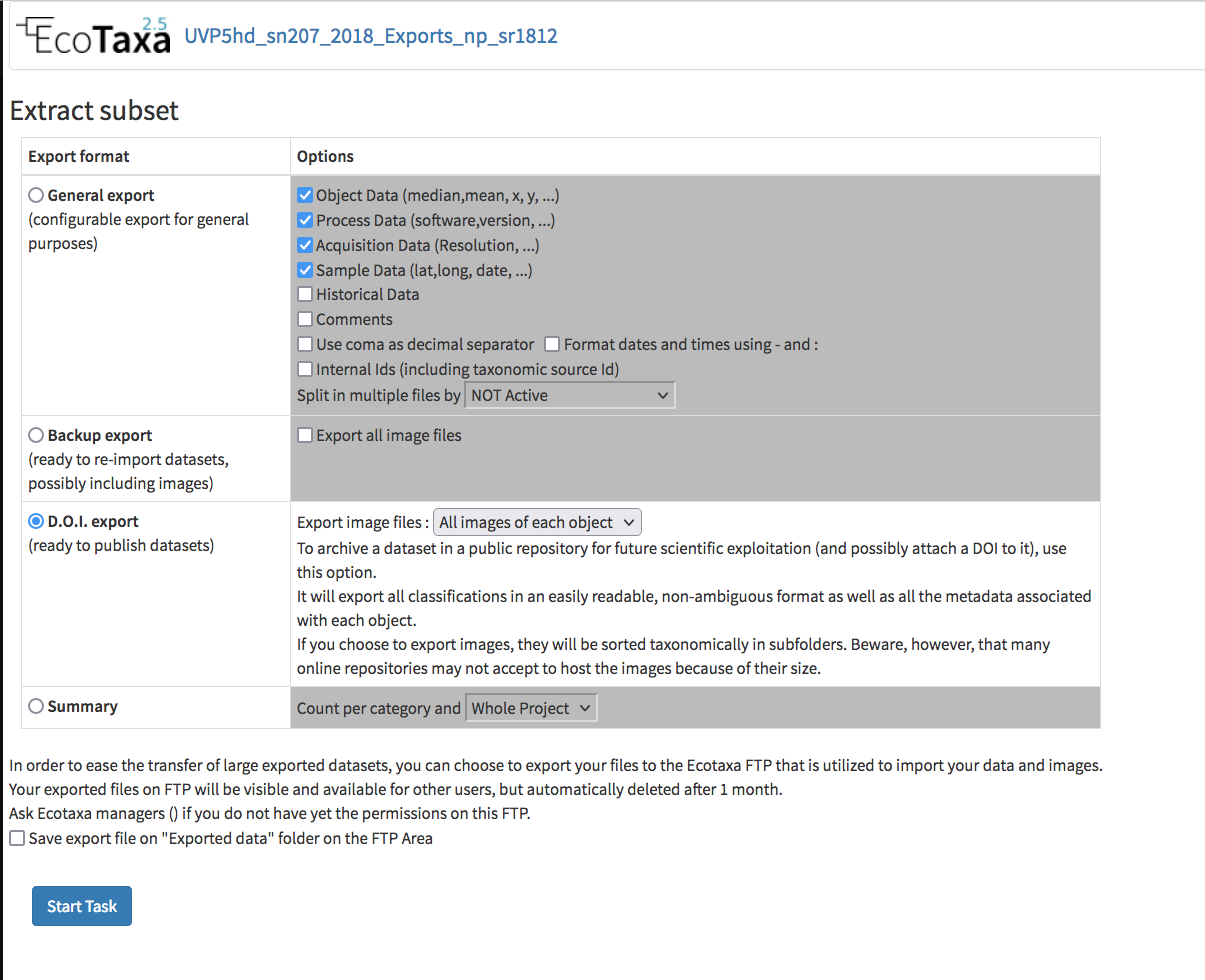 EcoTaxa 2.5 UVP5hd_sn207_2018_Exports_np_sr1812
Extract subset
Export format Options
General export
(configurable export for general
purposes)
Object Data (median,mean, x, y, ...)
Process Data (software,version, ...)
Acquisition Data (Resolution, ...)
Sample Data (lat,long, date, ...)
Historical Data
Comments
Use coma as decimal separator Format dates and times using - and :
Internal Ids (including taxonomic source Id)
Split in multiple files by NOT Active
Backup export
(ready to re-import datasets,
possibly including images)
Export all image files
D.O.I. export
(ready to publish datasets)
Export image files : All images of each object
To archive a dataset in a public repository for future scientific exploitation (and possibly attach a DOI to it), use
this option.
It will export all classifications in an easily readable, non-ambiguous format as well as all the metadata associated
with each object.
If you choose to export images, they will be sorted taxonomically in subfolders. Beware, however, that many
online repositories may not accept to host the images because of their size.
Summary
Count per category and Whole Project
In order to ease the transfer of large exported datasets, you can choose to export your files to the Ecotaxa FTP that is utilized to import your data and images.
Your exported files on FTP will be visible and available for other users, but automatically deleted after 1 month.
Ask Ecotaxa managers () if you do not have yet the permissions on this FTP.
Save export file on "Exported data" folder on the FTP Area
Start Task